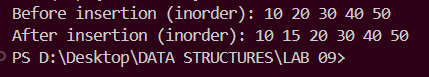 Before insertion (inorder): 10 20 30 40 50
After insertion (inorder): 10 15 20 30 40 50
PS D:\Desktop\DATA STRUCTURES\LAB 09>